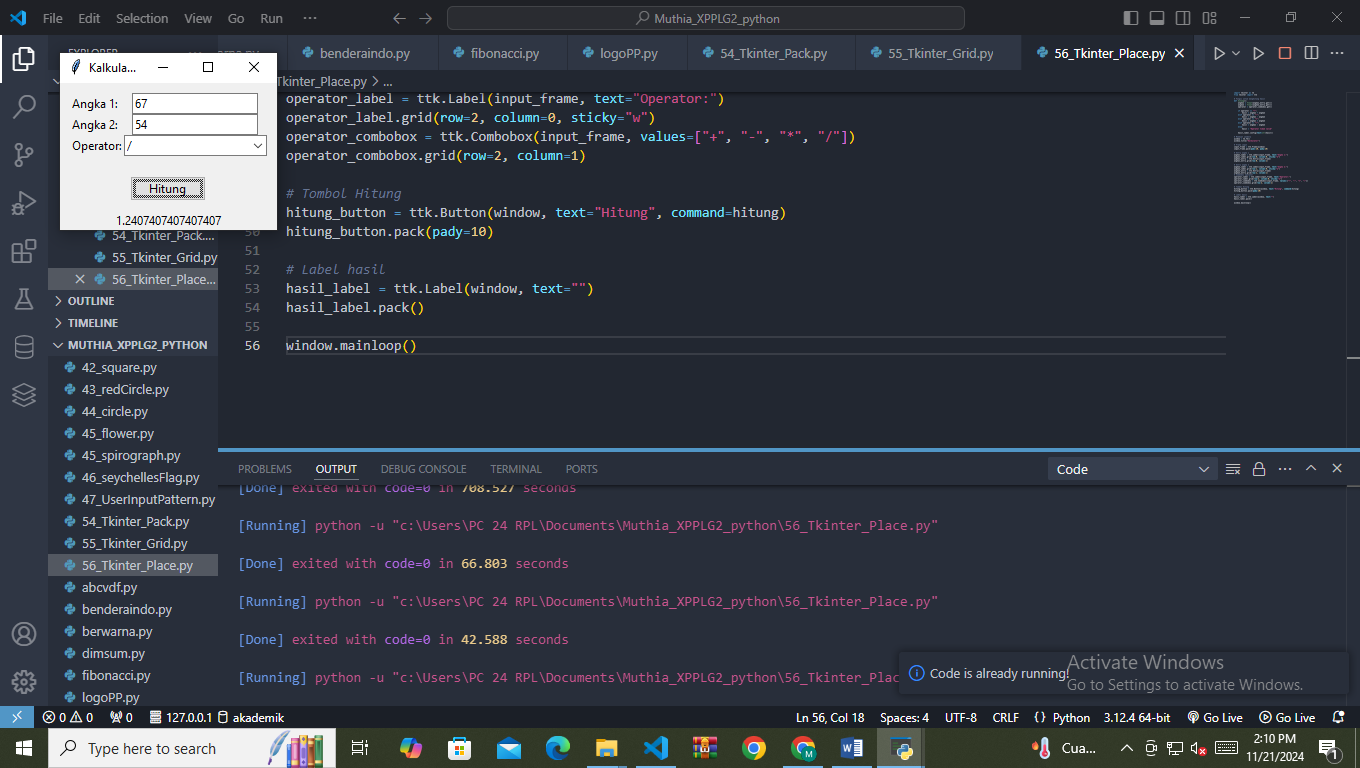 File Edit Selection View Go Run ··· Muthia_XPPLG2_python
EXPLORER
benderaindo.py fibonacci.py logoPP.py 54_Tkinter_Pack.py 55_Tkinter_Grid.py 56_Tkinter_Place.py
Tkinter_Place.py > ...
Kalkula...
Angka 1: 67
Angka 2: 54
Operator: /
Hitung
1.2407407407407407
operator_label = ttk.Label(input_frame, text="Operator:")
operator_label.grid(row=2, column=0, sticky="w")
operator_combobox = ttk.Combobox(input_frame, values=["+", "-", "*", "/"])
operator_combobox.grid(row=2, column=1)
# Tombol Hitung
hitung_button = ttk.Button(window, text="Hitung", command=hitung)
50 hitung_button.pack(pady=10)
51
52 # Label hasil
53 hasil_label = ttk.Label(window, text="")
54 hasil_label.pack()
55
56 window.mainloop()
54_Tkinter_Pack....
55_Tkinter_Grid.py
56_Tkinter_Place...
OUTLINE
TIMELINE
MUTHIA_XPPLG2_PYTHON
42_square.py
43_redCircle.py
44_circle.py
45_flower.py
45_spirograph.py
46_seychellesFlag.py
47_UserInputPattern.py
54_Tkinter_Pack.py
55_Tkinter_Grid.py
56_Tkinter_Place.py
abcvdf.py
benderaindo.py
berwarna.py
dimsum.py
fibonacci.py
logoPP.py
PROBLEMS OUTPUT DEBUG CONSOLE TERMINAL PORTS Code
[Done] exited with code=0 in 708.527 seconds
[Running] python -u "c:\Users\PC 24 RPL\Documents\Muthia_XPPLG2_python\56_Tkinter_Place.py"
[Done] exited with code=0 in 66.803 seconds
[Running] python -u "c:\Users\PC 24 RPL\Documents\Muthia_XPPLG2_python\56_Tkinter_Place.py"
[Done] exited with code=0 in 42.588 seconds
[Running] python -u "c:\Users\PC 24 RPL\Documents\Muthia_XPPLG2_python\56_Tkinter_Place
Code is already running!
Activate Windows
Go to Settings to activate Windows.
0 0 0 127.0.0.1 akademik Ln 56, Col 18 Spaces: 4 UTF-8 CRLF {} Python 3.12.4 64-bit Go Live Go Live
Type here to search Cua... 2:10 PM
11/21/2024 1